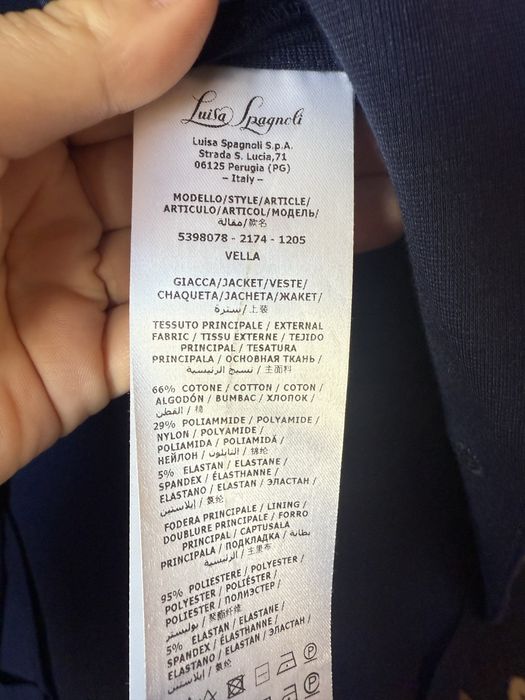 Luisa Spagnoli
Luisa Spagnoli S.p.A.
Strada S. Lucia,71
06125 Perugia (PG)
– Italy –
MODELLO/STYLE/ARTICLE/
ARTICULO/ARTICOL/МОДЕЛЬ/
款名/مقالة
5398078 - 2174 - 1205
VELLA
GIACCA/JACKET/VESTE/
CHAQUETA/JACHETA/ЖАКЕТ/
上装/سترة
TESSUTO PRINCIPALE / EXTERNAL
FABRIC / TISSU EXTERNE / TEJIDO
PRINCIPAL / TESATURA
PRINCIPALA / ОСНОВНАЯ ТКАНЬ /
主面料 / نسيج الرئيسية
66% COTONE / COTTON / COTON /
ALGODÓN / BUMBAC / ХЛОПОК /
棉 / القطن
29% POLIAMMIDE / POLYAMIDE /
NYLON / POLYAMIDE /
POLIAMIDA / POLIAMIDĂ /
НЕЙЛОН / النايلون / 锦纶
5% ELASTAN / ELASTANE /
SPANDEX / ÉLASTHANNE /
ELASTANO / ELASTAN / ЭЛАСТАН /
氨纶 / إيلاستين
FODERA PRINCIPALE / LINING /
DOUBLURE PRINCIPALE / FORRO
PRINCIPAL / CAPTUSALA
PRINCIPALA / ПОДКЛАДКА / بطانة
主里布 /
95% POLIESTERE / POLYESTER /
POLYESTER / POLIÉSTER /
POLIESTER / ПОЛИЭСТЕР /
聚酯纤维 / بوليستر
5% ELASTAN / ELASTANE /
SPANDEX / ÉLASTHANNE /
ELASTANO / ELASTAN / ЭЛАСТАН /
氨纶 / إيلاستين